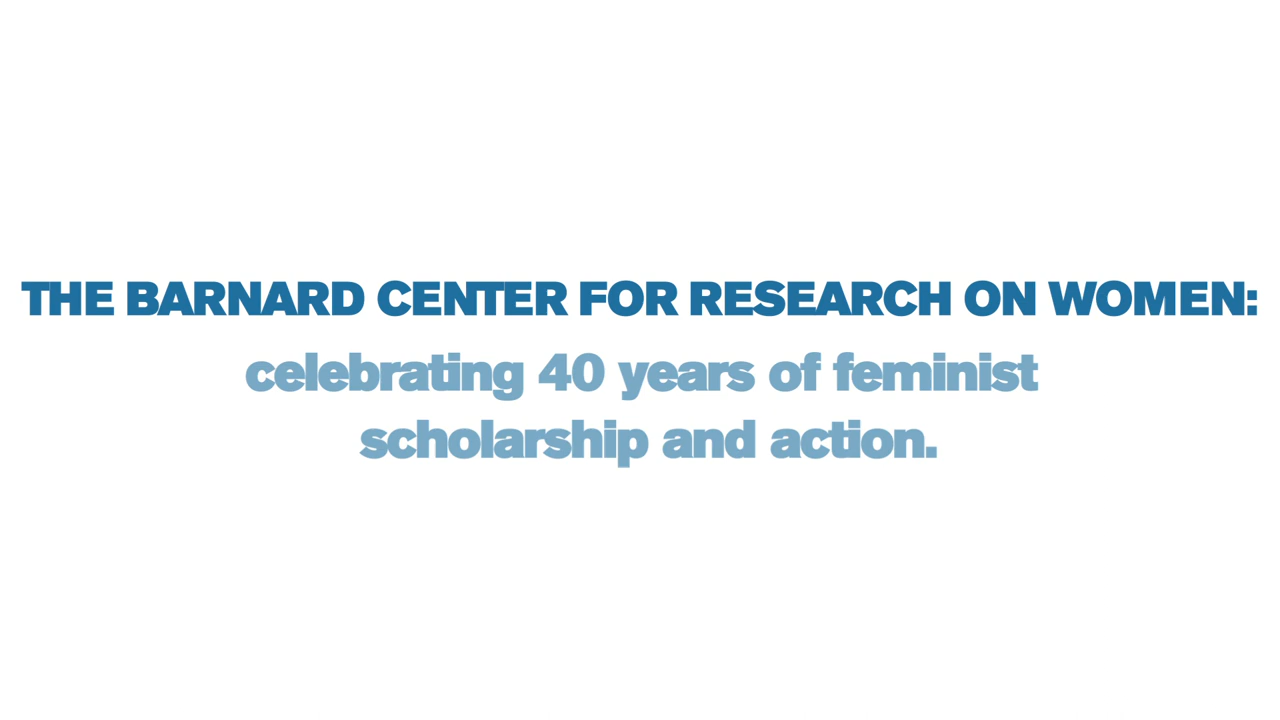 THE BARNARD CENTER FOR RESEARCH ON WOMEN:
celebrating 40 years of feminist
scholarship and action.